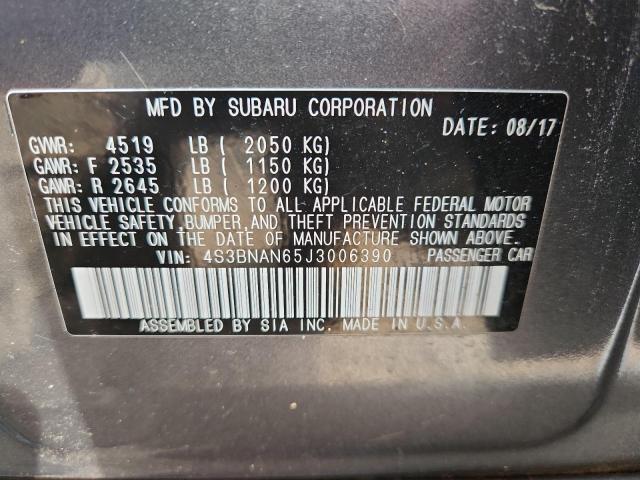 MFD BY SUBARU CORPORATION
DATE: 08/17
GVWR: 4519 LB ( 2050 KG)
GAWR: F 2535 LB ( 1150 KG)
GAWR: R 2645 LB ( 1200 KG)
THIS VEHICLE CONFORMS TO ALL APPLICABLE FEDERAL MOTOR
VEHICLE SAFETY, BUMPER, AND THEFT PREVENTION STANDARDS
IN EFFECT ON THE DATE OF MANUFACTURE SHOWN ABOVE.
VIN: 4S3BNAN65J3006390 PASSENGER CAR
ASSEMBLED BY SIA INC. MADE IN U.S.A.